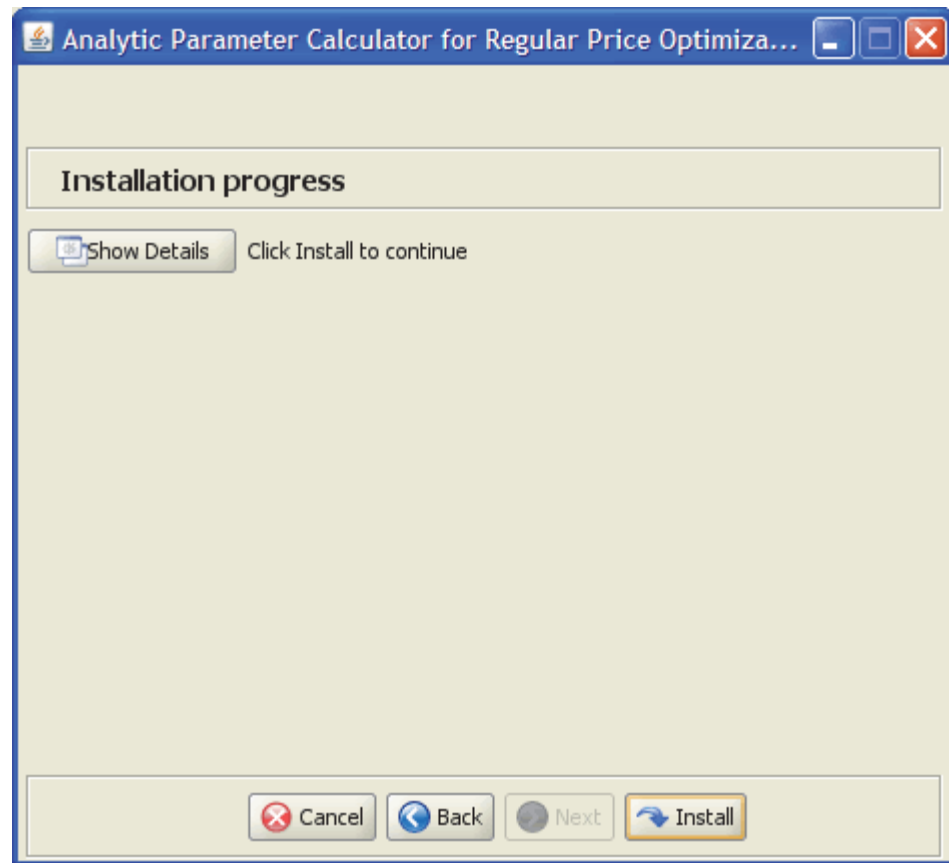 Analytic Parameter Calculator for Regular Price Optimiza...
Installation progress
Show Details Click Install to continue
Cancel Back Next Install